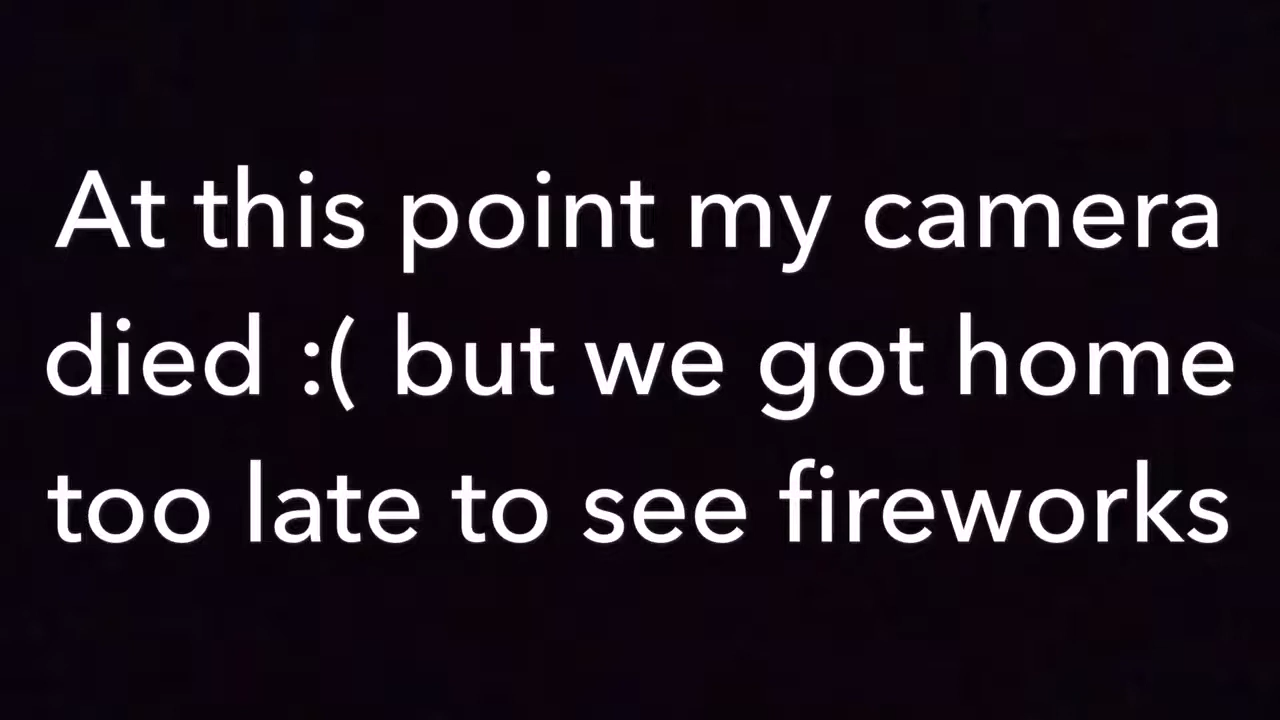 At this point my camera
died :( but we got home
too late to see fireworks